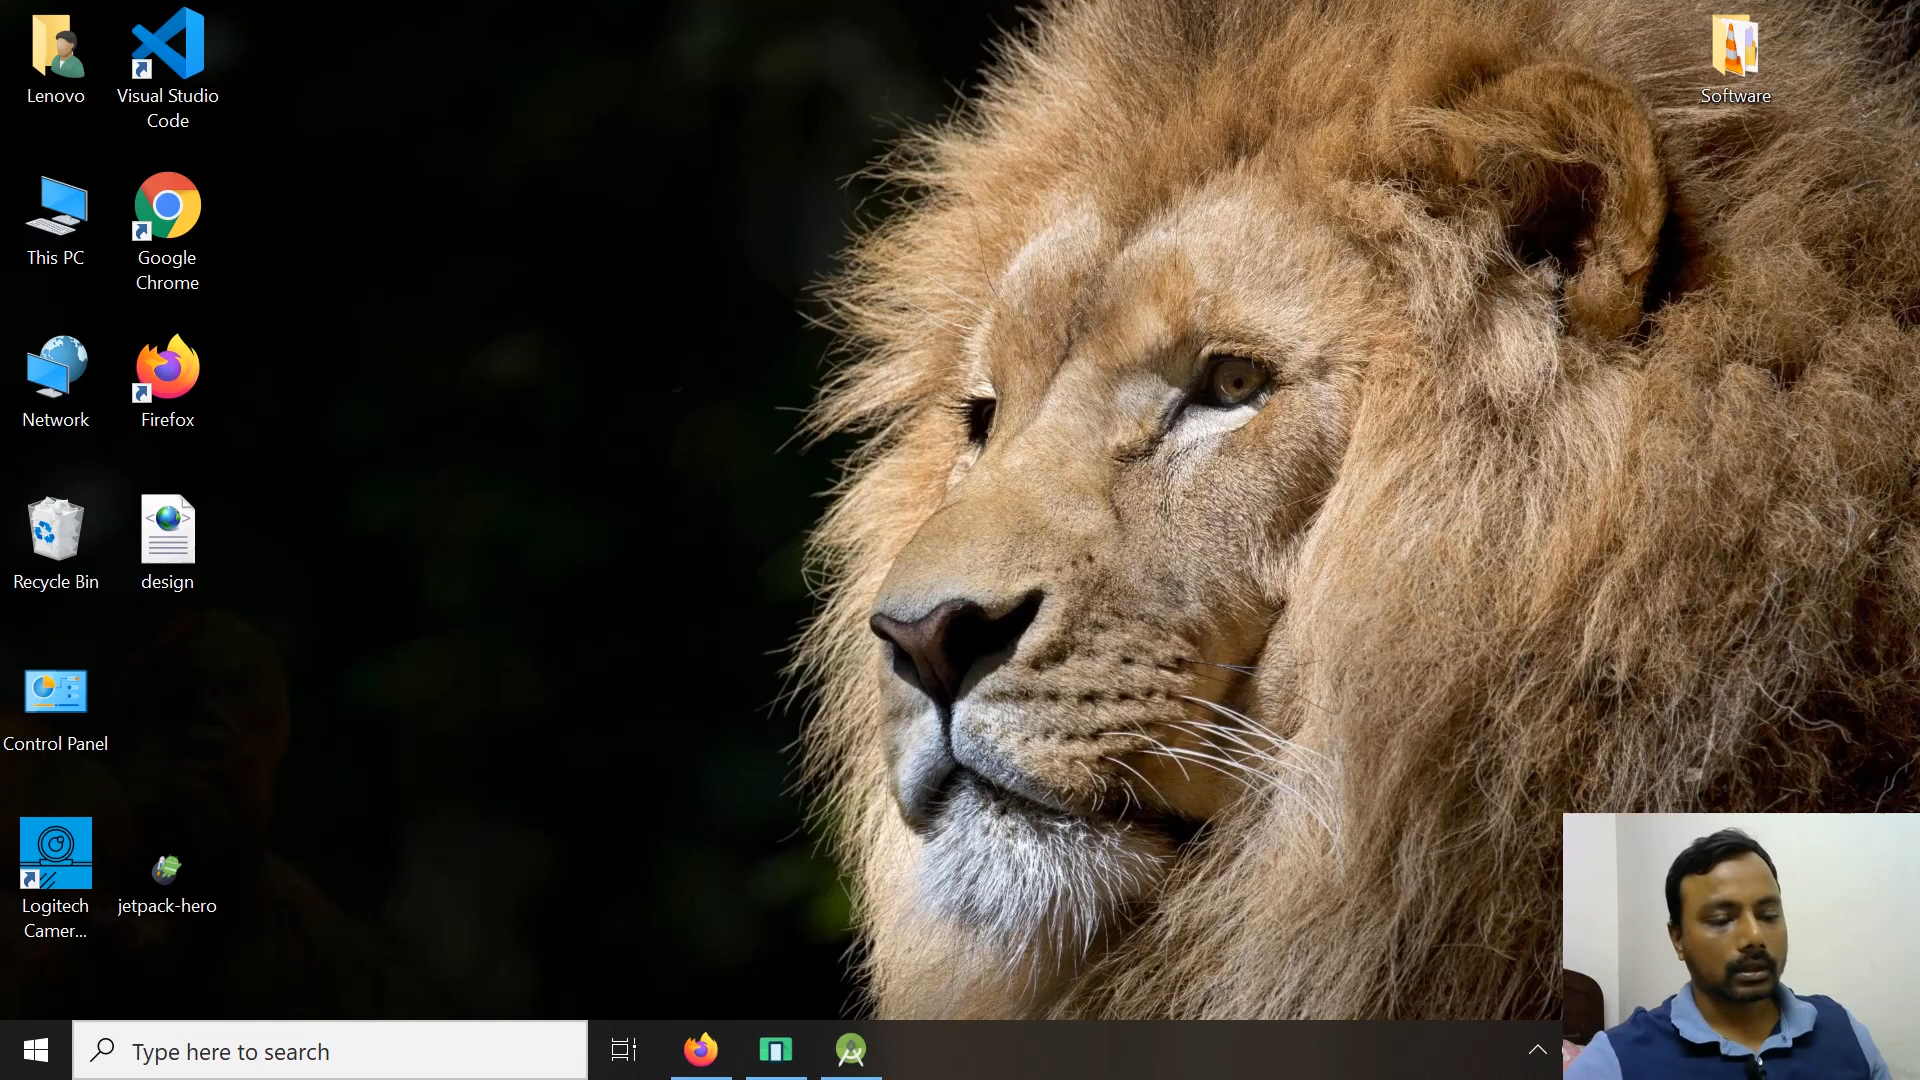 Lenovo
Visual Studio
Code
Software
This PC
Google
Chrome
Network
Firefox
Recycle Bin
design
Control Panel
Logitech
Camer...
jetpack-hero
Type here to search